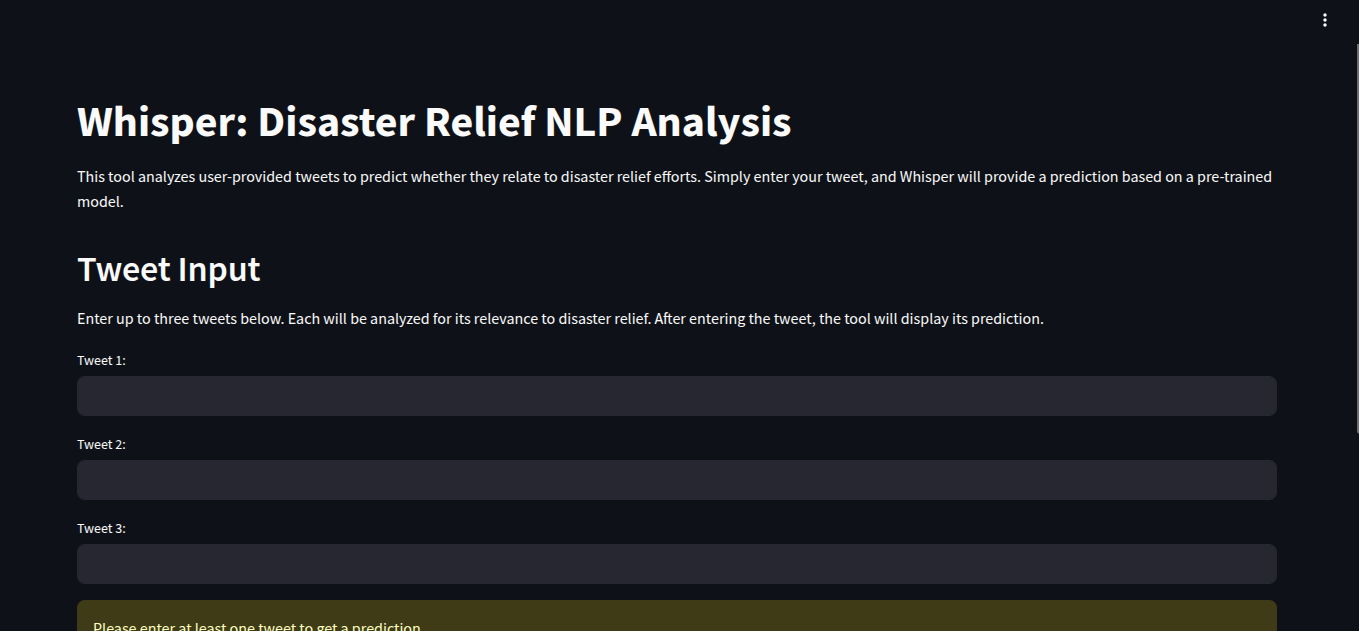 Whisper: Disaster Relief NLP Analysis
This tool analyzes user-provided tweets to predict whether they relate to disaster relief efforts. Simply enter your tweet, and Whisper will provide a prediction based on a pre-trained
model.
Tweet Input
Enter up to three tweets below. Each will be analyzed for its relevance to disaster relief. After entering the tweet, the tool will display its prediction.
Tweet 1:
Tweet 2:
Tweet 3:
Please enter at least one tweet to get a prediction.